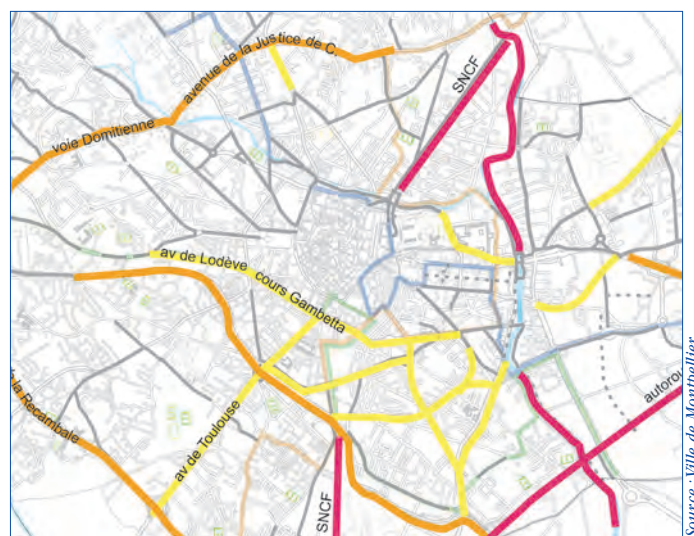 avenue de la Justice de C.
SNCF
voie Domitienne
av de Lodève
cours Gambetta
la Recambale
av de Toulouse
SNCF
autorou
Source : Ville de Montpellier